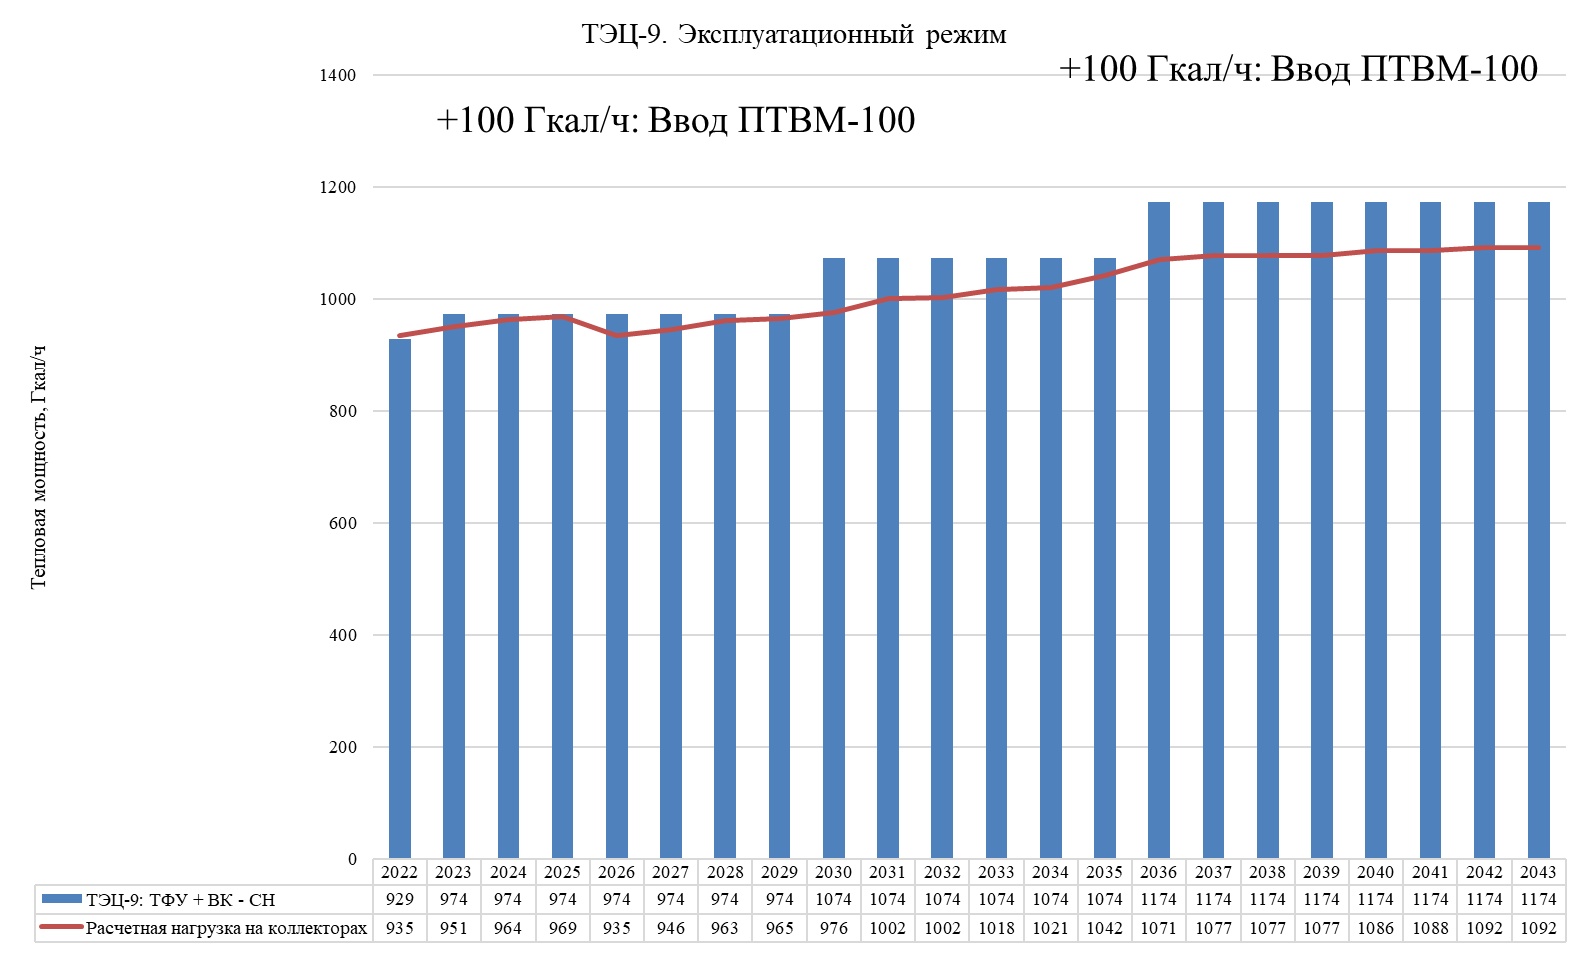 ТЭЦ-9. Эксплуатационный режим
+100 Гкал/ч: Ввод ПТВМ-100
+100 Гкал/ч: Ввод ПТВМ-100
Тепловая мощность, Гкал/ч
1400
1200
1000
800
600
400
200
0
2022 2023 2024 2025 2026 2027 2028 2029 2030 2031 2032 2033 2034 2035 2036 2037 2038 2039 2040 2041 2042 2043
ТЭЦ-9: ТФУ + ВК - СН 929 974 974 974 974 974 974 974 1074 1074 1074 1074 1074 1074 1174 1174 1174 1174 1174 1174 1174 1174
Расчетная нагрузка на коллекторах 935 951 964 969 935 946 963 965 976 1002 1002 1018 1021 1042 1071 1077 1077 1077 1086 1088 1092 1092